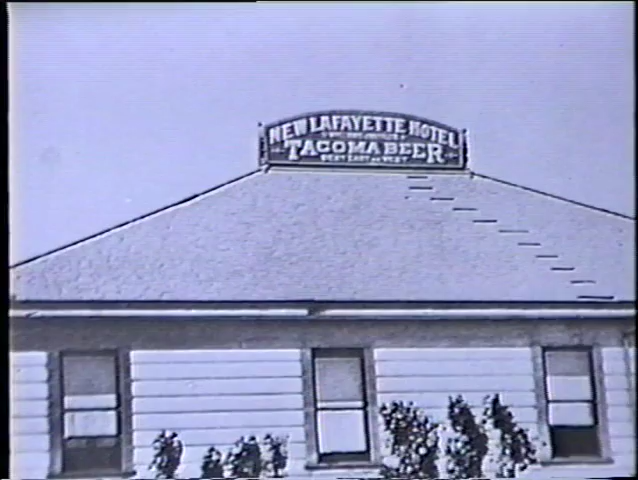 NEW LAFAYETTE HOTEL
TACOMA BEER
BEST EAST OR WEST